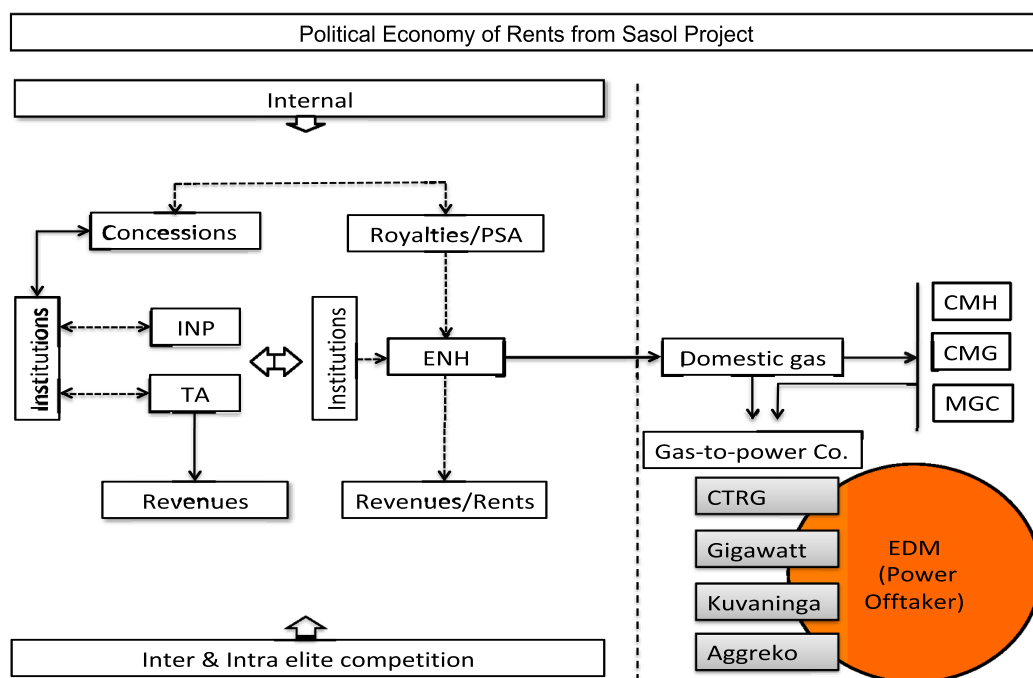 Political Economy of Rents from Sasol Project
Internal
Concessions
Royalties/PSA
Institutions
INP
TA
Institutions
ENH
Revenues
Revenues/Rents
Inter & Intra elite competition
Domestic gas
CMH
CMG
MGC
Gas-to-power Co.
CTRG
Gigawatt
Kuvaninga
Aggreko
EDM
(Power
Offtaker)